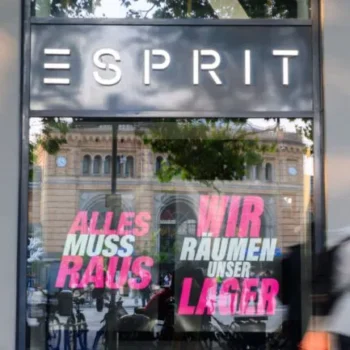 ESPRIT
ALLES
MUSS
RAUS
WIR
RÄUMEN
UNSER
LAGER